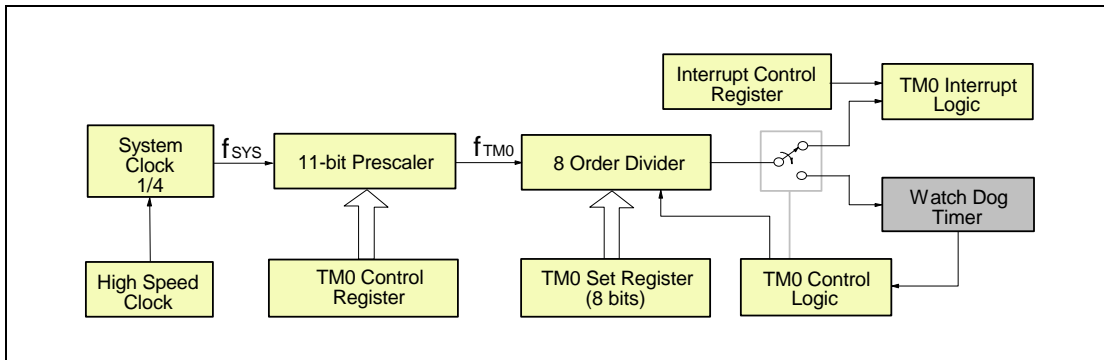 Interrupt Control
Register
TM0 Interrupt
Logic
System
Clock
1/4
fSYS
11-bit Prescaler
fTM0
8 Order Divider
Watch Dog
Timer
High Speed
Clock
TM0 Control
Register
TM0 Set Register
(8 bits)
TM0 Control
Logic